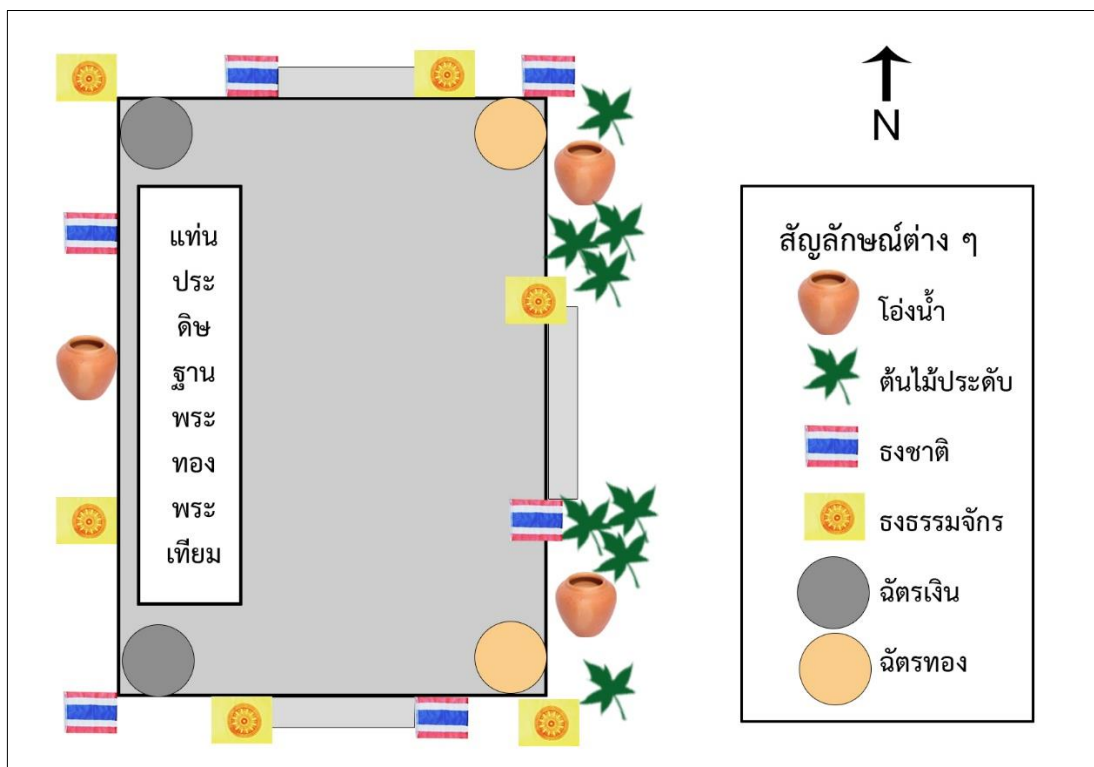 N
แท่น
ประ
ดิษ
ฐาน
พระ
ทอง
พระ
เทียม
สัญลักษณ์ต่าง ๆ
โอ่งน้ำ
ต้นไม้ประดับ
ธงชาติ
ธงธรรมจักร
ฉัตรเงิน
ฉัตรทอง